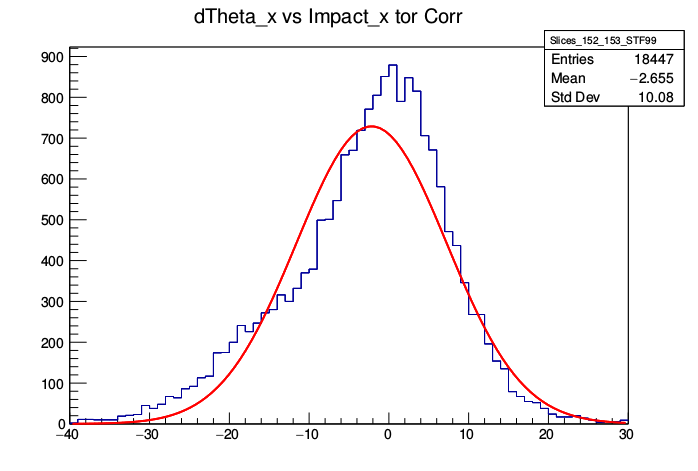 dTheta_x vs Impact_x tor Corr
Slices_152_153_STF99
Entries 18447
Mean −2.655
Std Dev 10.08
900
800
700
600
500
400
300
200
100
0
−40 −30 −20 −10 0 10 20 30